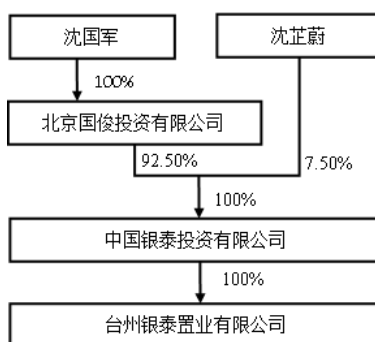 沈国军
沈芷蔚
100%
北京国俊投资有限公司
92.50%
7.50%
100%
中国银泰投资有限公司
100%
台州银泰置业有限公司